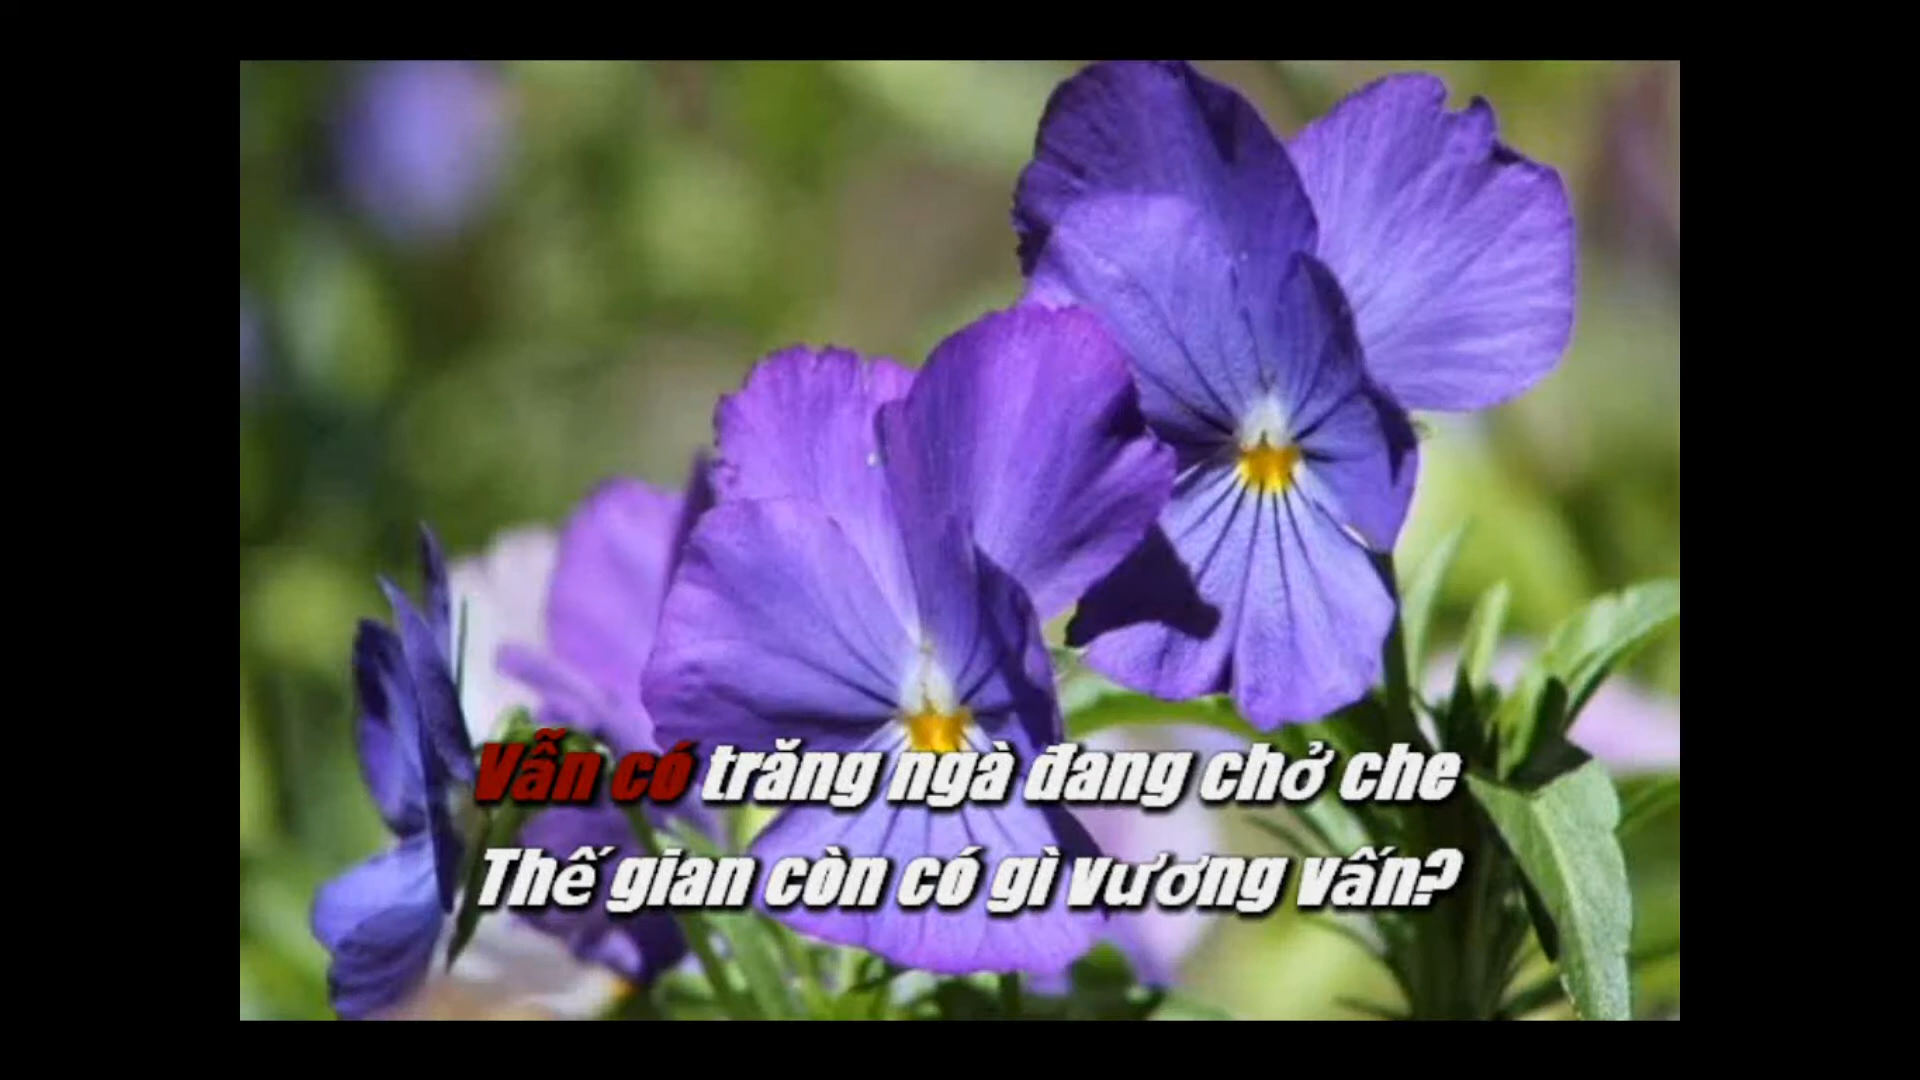 Vẫn có trăng ngà đang chở che
Thế gian còn có gì vương vấn?